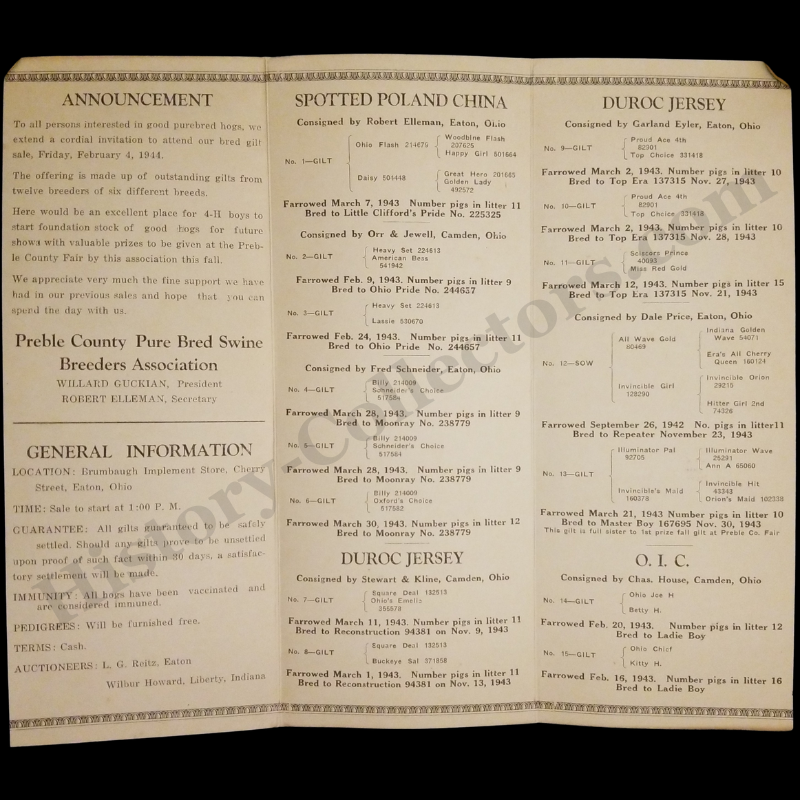 ANNOUNCEMENT
To all persons interested in good purebred hogs, we
extend a cordial invitation to attend our bred gilt
sale, Friday, February 4, 1944.
The offering is made up of outstanding gilts from
twelve breeders of six different breeds.
Here would be an excellent place for 4-H boys to
start foundation stock of good hogs for future
shows with valuable prizes to be given at the Preb-
le County Fair by this association this fall.
We appreciate very much the fine support we have
had in our previous sales and hope that you can
spend the day with us.
Preble County Pure Bred Swine
Breeders Association
WILLARD GUCKIAN, President
ROBERT ELLEMAN, Secretary
GENERAL INFORMATION
LOCATION: Brumbaugh Implement Store, Cherry
Street, Eaton, Ohio
TIME: Sale to start at 1:00 P. M.
GUARANTEE: All gilts guaranteed to be safely
settled. Should any gilts prove to be unsettled
upon proof of such fact within 30 days, a satisfac-
tory settlement will be made.
IMMUNITY: All hogs have been vaccinated and
are considered immuned.
PEDIGREES: Will be furnished free.
TERMS: Cash.
AUCTIONEERS: L. G. Reitz, Eaton
Wilbur Howard, Liberty, Indiana
SPOTTED POLAND CHINA
Consigned by Robert Elleman, Eaton, Ohio
Woodbine Flash
Ohio Flash 214675
207625
Happy Girl 501664
No. 1—GILT
Great Hero 201685
Daisy 501448
Golden Lady
492572
Farrowed March 7, 1943. Number pigs in litter 11
Bred to Little Clifford's Pride No. 225325
Consigned by Orr & Jewell, Camden, Ohio
Heavy Set 224613
No. 2—GILT
American Bess
541942
Farrowed Feb. 9, 1943. Number pigs in litter 9
Bred to Ohio Pride No. 244657
Heavy Set 224613
No. 3—GILT
Lassie 530670
Farrowed Feb. 24, 1943. Number pigs in litter 11
Bred to Ohio Pride No. 244657
Consigned by Fred Schneider, Eaton, Ohio
Billy 214009
No. 4—GILT
Schneider's Choice
517584
Farrowed March 28, 1943. Number pigs in litter 9
Bred to Moonray No. 238779
Billy 214009
No. 5—GILT
Schneider's Choice
517584
Farrowed March 28, 1943. Number pigs in litter 9
Bred to Moonray No. 238779
Billy 214009
No. 6—GILT
Oxford's Choice
517582
Farrowed March 30, 1943. Number pigs in litter 12
Bred to Moonray No. 238779
DUROC JERSEY
Consigned by Stewart & Kline, Camden, Ohio
Square Deal 132513
No. 7—GILT
Ohio's Emelia
355578
Farrowed March 11, 1943. Number pigs in litter 11
Bred to Reconstruction 94381 on Nov. 9, 1943
Square Deal 132513
No. 8—GILT
Buckeye Sal 371858
Farrowed March 1, 1943. Number pigs in litter 11
Bred to Reconstruction 94381 on Nov. 13, 1943
DUROC JERSEY
Consigned by Garland Eyler, Eaton, Ohio
Proud Ace 4th
No. 9—GILT
82901
Top Choice 331418
Farrowed March 2, 1943. Number pigs in litter 10
Bred to Top Era 137315 Nov. 27, 1943
Proud Ace 4th
No. 10—GILT
82901
Top Choice 331418
Farrowed March 2, 1943. Number pigs in litter 10
Bred to Top Era 137315 Nov. 28, 1943
Scissors Prince
No. 11—GILT
40093
Miss Red Gold
Farrowed March 12, 1943. Number pigs in litter 15
Bred to Top Era 137315 Nov. 21, 1943
Consigned by Dale Price, Eaton, Ohio
Indiana Golden
Wave 54071
All Wave Gold
80469
Era's All Cherry
Queen 160124
No. 12—SOW
Invincible Orion
29215
Invincible Girl
128290
Hitter Girl 2nd
74326
Farrowed September 26, 1942 No. pigs in litter 11
Bred to Repeater November 23, 1943
Illuminator Pal
92705
Illuminator Wave
25291
Ann A 65060
No. 13—GILT
Invincible's Maid
160378
Invincible Hit
43343
Orion's Maid 102338
Farrowed March 21, 1943 Number pigs in litter 10
Bred to Master Boy 167695 Nov. 30, 1943
This gilt is full sister to 1st prize fall gilt at Preble Co. Fair
O. I. C.
Consigned by Chas. House, Camden, Ohio
Ohio Joe H
No. 14—GILT
Betty H.
Farrowed Feb. 20, 1943. Number pigs in litter 12
Bred to Ladie Boy
Ohio Chief
No. 15—GILT
Kitty H.
Farrowed Feb. 16, 1943. Number pigs in litter 16
Bred to Ladie Boy
History-Collectors.com